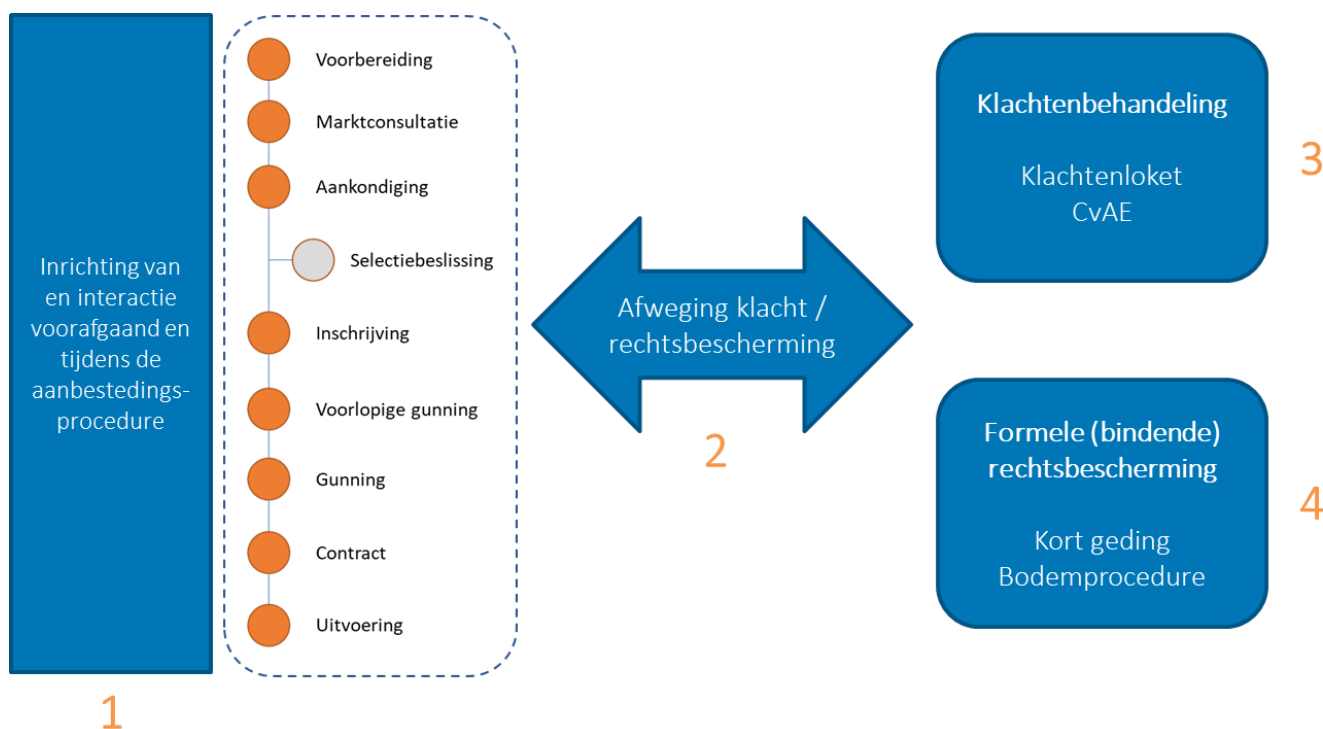 Inrichting van
en interactie
voorafgaand en
tijdens de
aanbestedings-
procedure
1
Voorbereiding
Marktconsultatie
Aankondiging
Selectiebeslissing
Inschrijving
Voorlopige gunning
Gunning
Contract
Uitvoering
Afweging klacht /
rechtsbescherming
2
Klachtenbehandeling
Klachtenloket
CvAE
3
Formele (bindende)
rechtsbescherming
Kort geding
Bodemprocedure
4